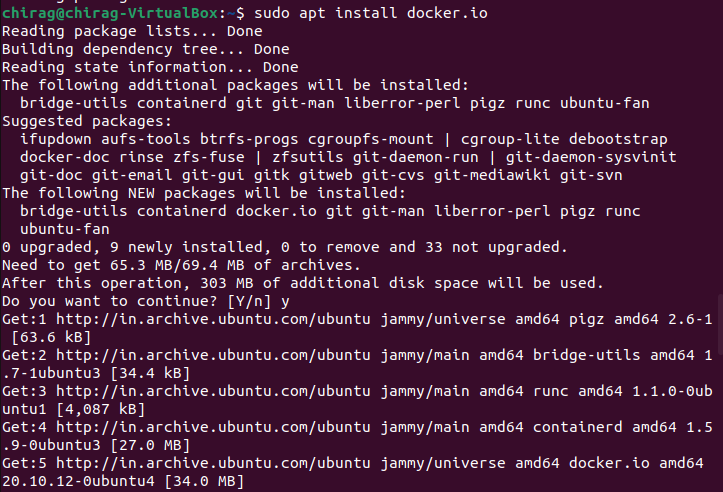 chirag@chirag-VirtualBox:~$ sudo apt install docker.io
Reading package lists... Done
Building dependency tree... Done
Reading state information... Done
The following additional packages will be installed:
  bridge-utils containerd git git-man liberror-perl pigz runc ubuntu-fan
Suggested packages:
  ifupdown aufs-tools btrfs-progs cgroupfs-mount | cgroup-lite debootstrap
  docker-doc rinse zfs-fuse | zfsutils git-daemon-run | git-daemon-sysvinit
  git-doc git-email git-gui gitk gitweb git-cvs git-mediawiki git-svn
The following NEW packages will be installed:
  bridge-utils containerd docker.io git git-man liberror-perl pigz runc
  ubuntu-fan
0 upgraded, 9 newly installed, 0 to remove and 33 not upgraded.
Need to get 65.3 MB/69.4 MB of archives.
After this operation, 303 MB of additional disk space will be used.
Do you want to continue? [Y/n] y
Get:1 http://in.archive.ubuntu.com/ubuntu jammy/universe amd64 pigz amd64 2.6-1
 [63.6 kB]
Get:2 http://in.archive.ubuntu.com/ubuntu jammy/main amd64 bridge-utils amd64 1
.7-1ubuntu3 [34.4 kB]
Get:3 http://in.archive.ubuntu.com/ubuntu jammy/main amd64 runc amd64 1.1.0-0ub
untu1 [4,087 kB]
Get:4 http://in.archive.ubuntu.com/ubuntu jammy/main amd64 containerd amd64 1.5
.9-0ubuntu3 [27.0 MB]
Get:5 http://in.archive.ubuntu.com/ubuntu jammy/universe amd64 docker.io amd64
20.10.12-0ubuntu4 [34.0 MB]